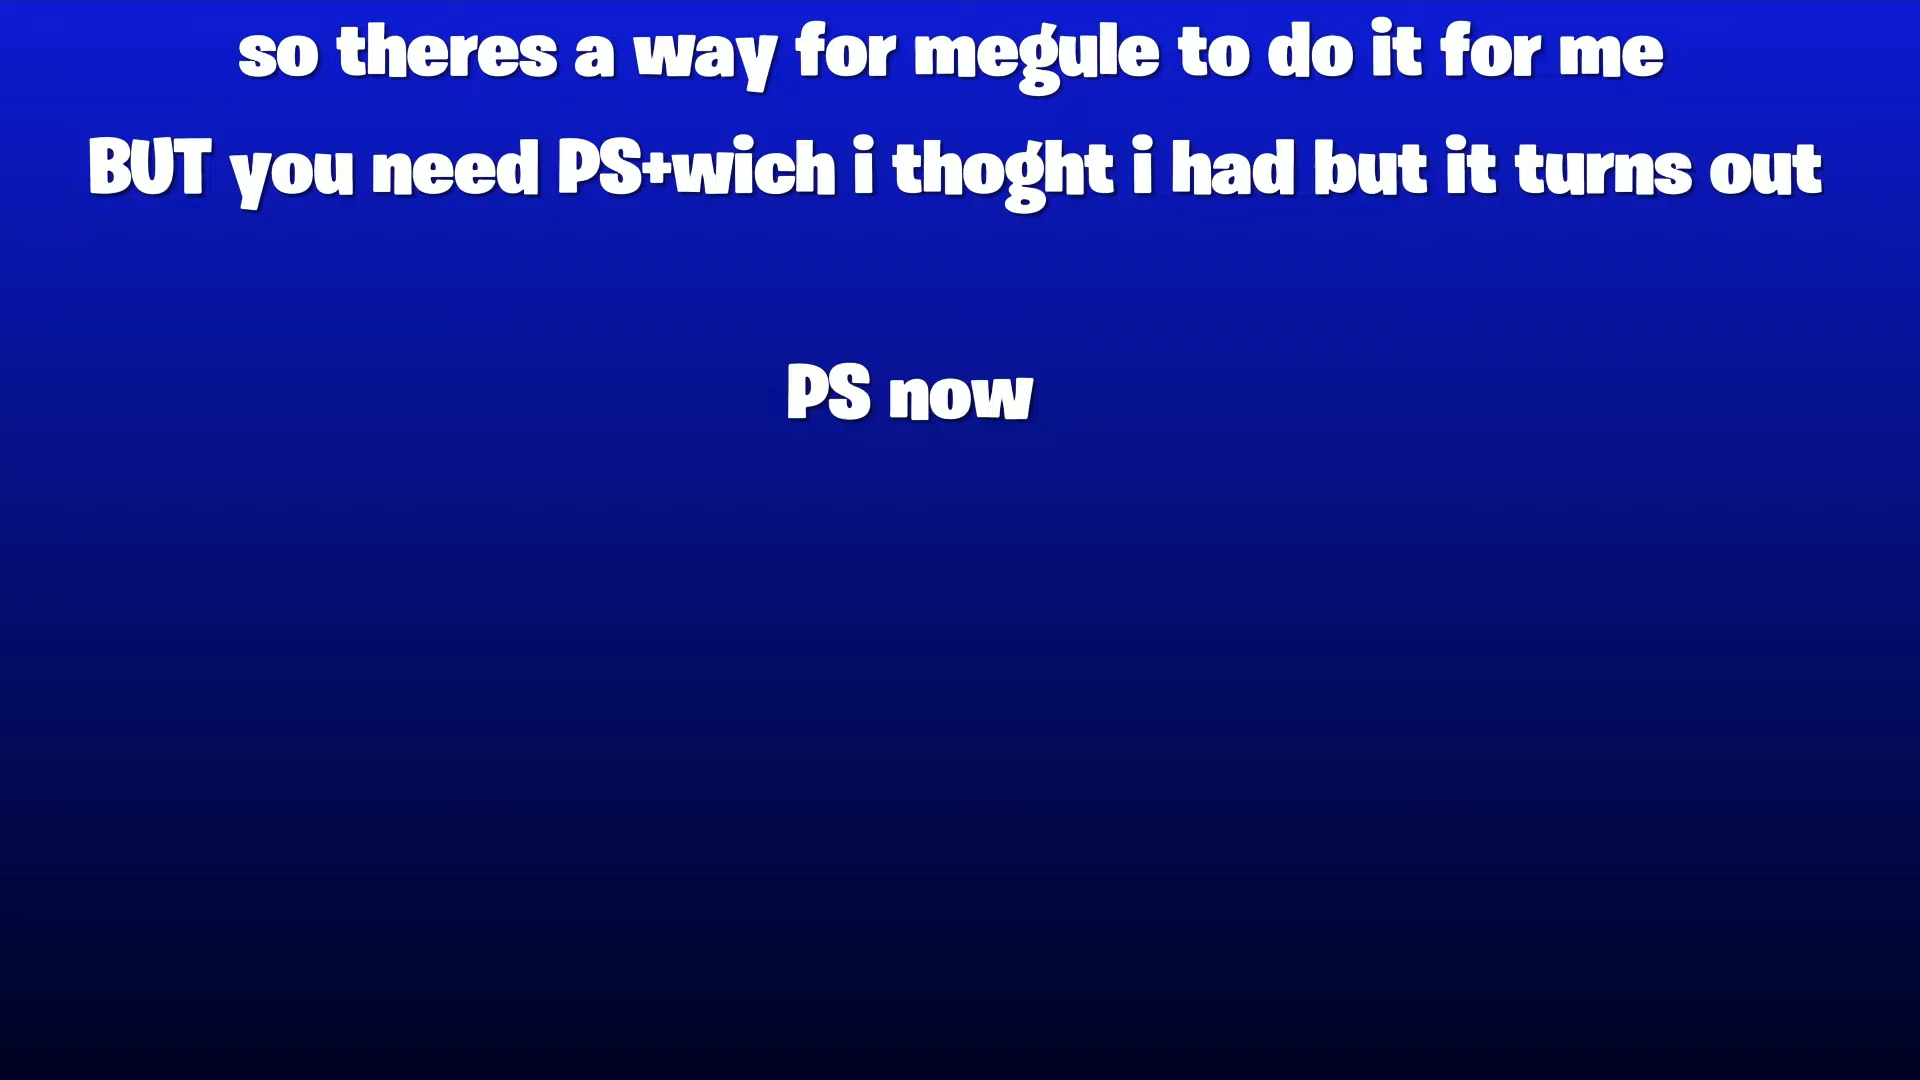 so theres a way for megule to do it for me
BUT you need PS+wich i thoght i had but it turns out
PS now